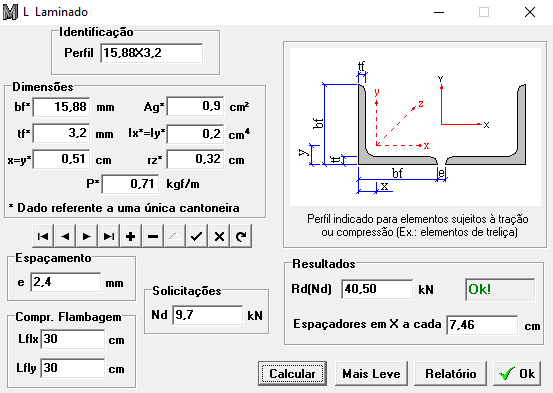 L Laminado
Identificação
Perfil 15,88X3,2
Dimensões
bf* 15,88 mm Ag* 0,9 cm²
tf* 3,2 mm Ix*=Iy* 0,2 cm⁴
x=y* 0,51 cm rz* 0,32 cm
P* 0,71 kgf/m
* Dado referente a uma única cantoneira
tf
bf
y
tf
y
z
x
bf
e
x
Y
X
Perfil indicado para elementos sujeitos à tração
ou compressão (Ex.: elementos de treliça)
Espaçamento
e 2,4 mm
Compr. Flambagem
Lflx 30 cm
Lfly 30 cm
Solicitações
Nd 9,7 kN
Resultados
Rd(Nd) 40,50 kN Ok!
Espaçadores em X a cada 7,46 cm
Calcular Mais Leve Relatório Ok